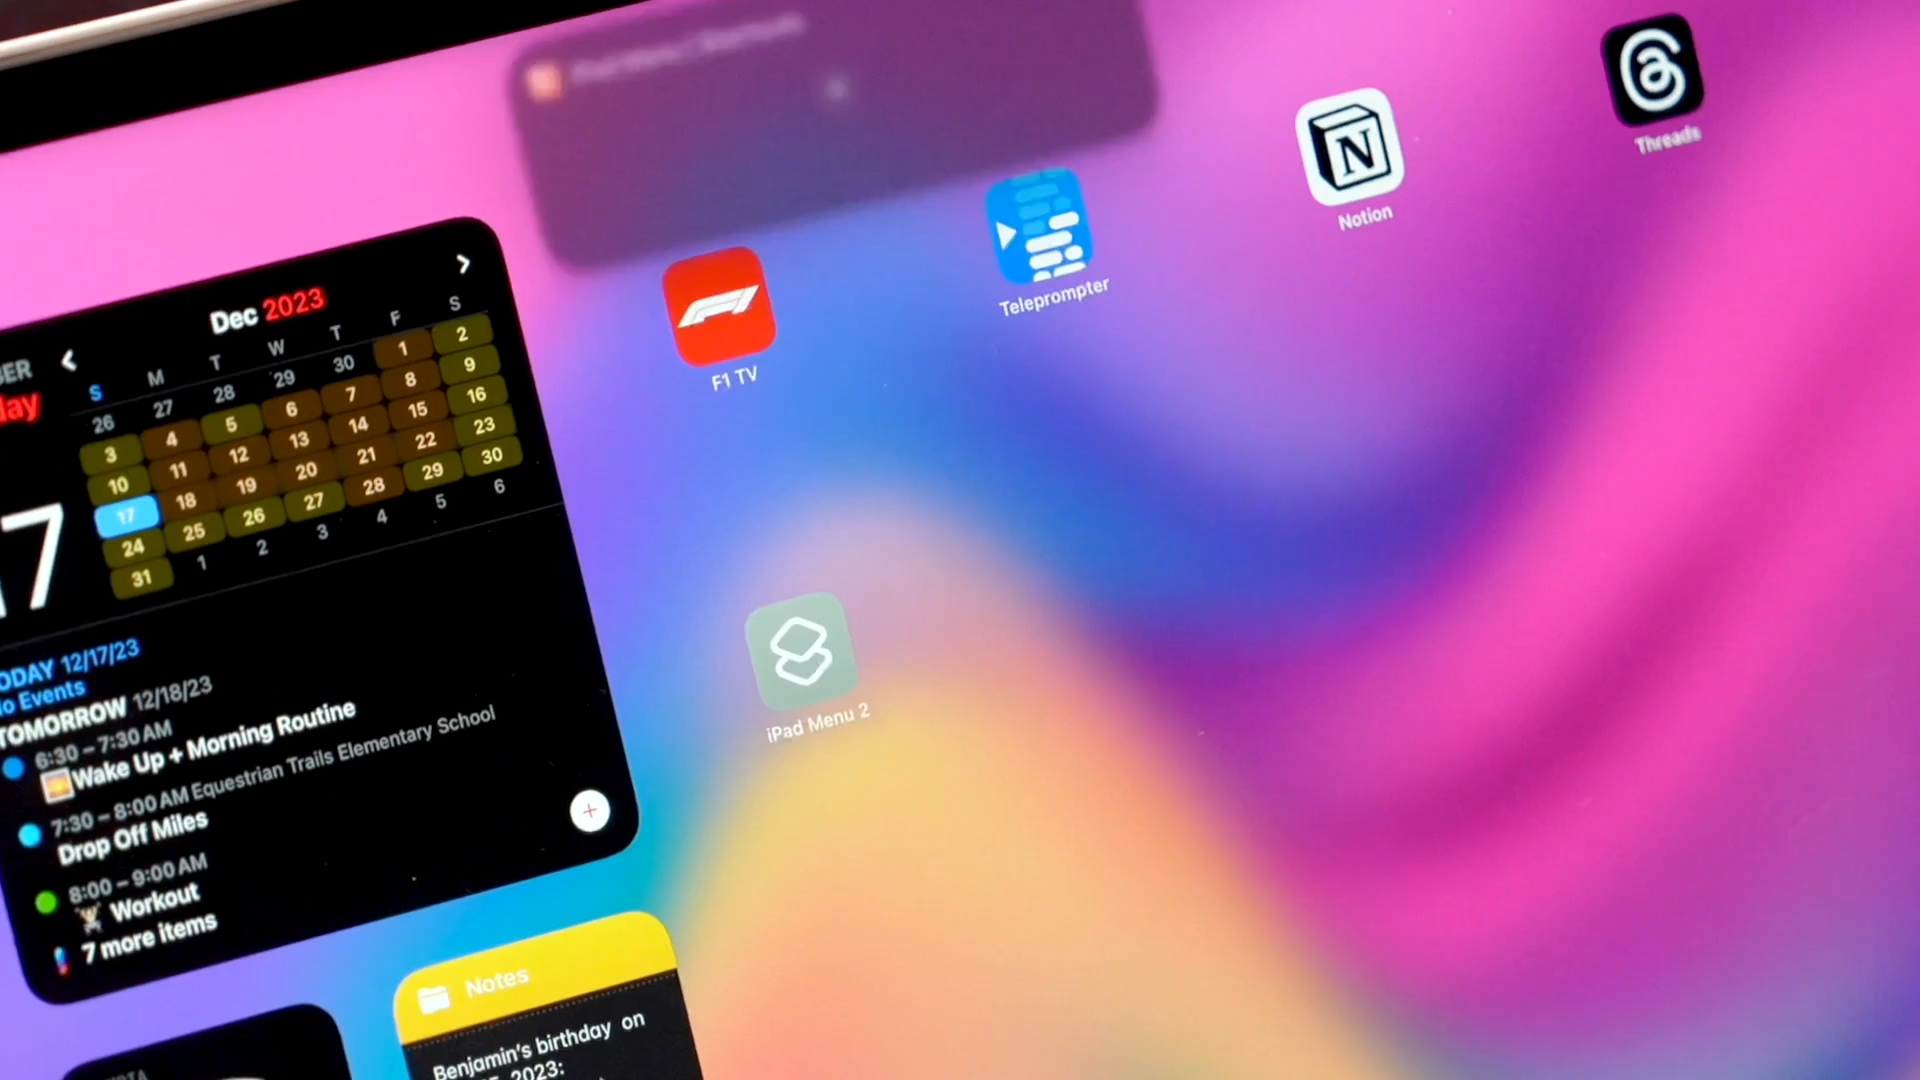 Threads
Notion
Teleprompter
F1 TV
iPad Menu 2
Dec 2023
S M T W T F S
26 27 28 29 30 1 2
3 4 5 6 7 8 9
10 11 12 13 14 15 16
17 18 19 20 21 22 23
24 25 26 27 28 29 30
31 1 2 3 4 5 6
12/17/23
Events
TOMORROW 12/18/23
6:30 – 7:30 AM
Wake Up + Morning Routine
7:30 – 8:00 AM Equestrian Trails Elementary School
Drop Off Miles
8:00 – 9:00 AM
Workout
7 more items
Notes
Benjamin's birthday on
2023: